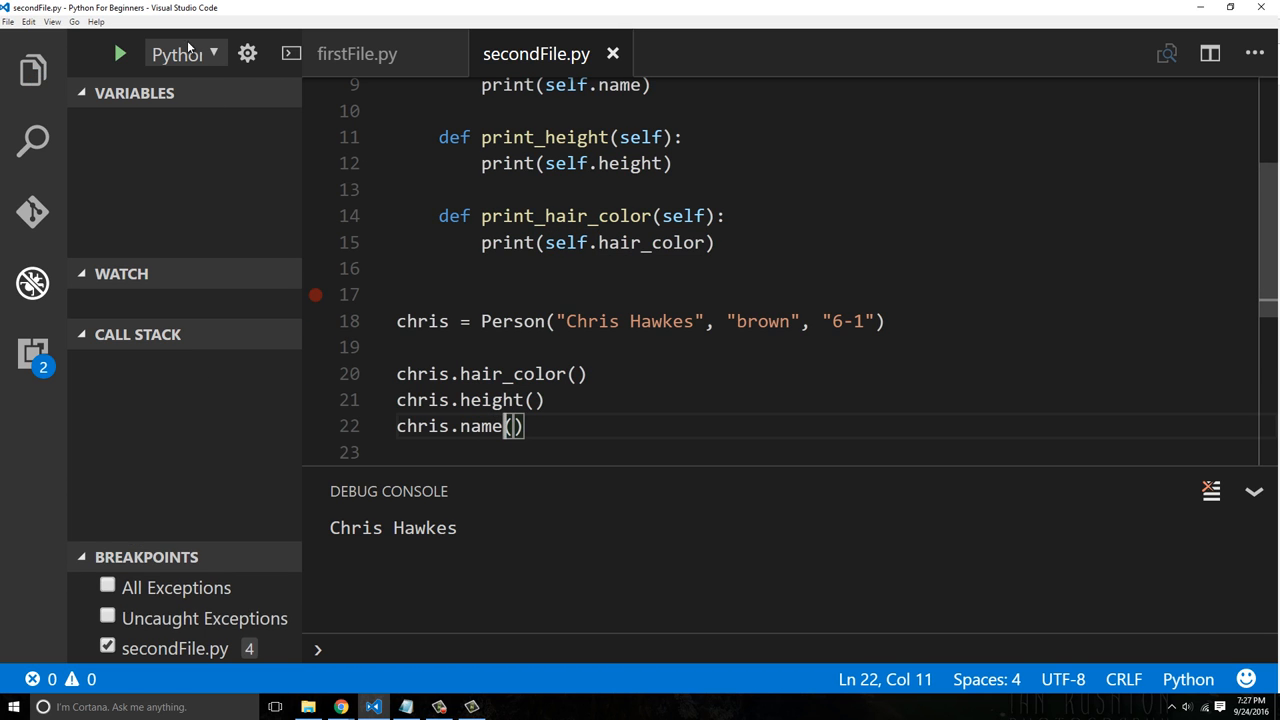 secondFile.py - Python For Beginners - Visual Studio Code
File Edit View Go Help
Python
firstFile.py
secondFile.py
VARIABLES
WATCH
CALL STACK
2
BREAKPOINTS
All Exceptions
Uncaught Exceptions
secondFile.py 4
9 print(self.name)
10
11 def print_height(self):
12 print(self.height)
13
14 def print_hair_color(self):
15 print(self.hair_color)
16
17
18 chris = Person("Chris Hawkes", "brown", "6-1")
19
20 chris.hair_color()
21 chris.height()
22 chris.name()
23
DEBUG CONSOLE
Chris Hawkes
0 0
Ln 22, Col 11 Spaces: 4 UTF-8 CRLF Python
I'm Cortana. Ask me anything.
7:27 PM
9/24/2016